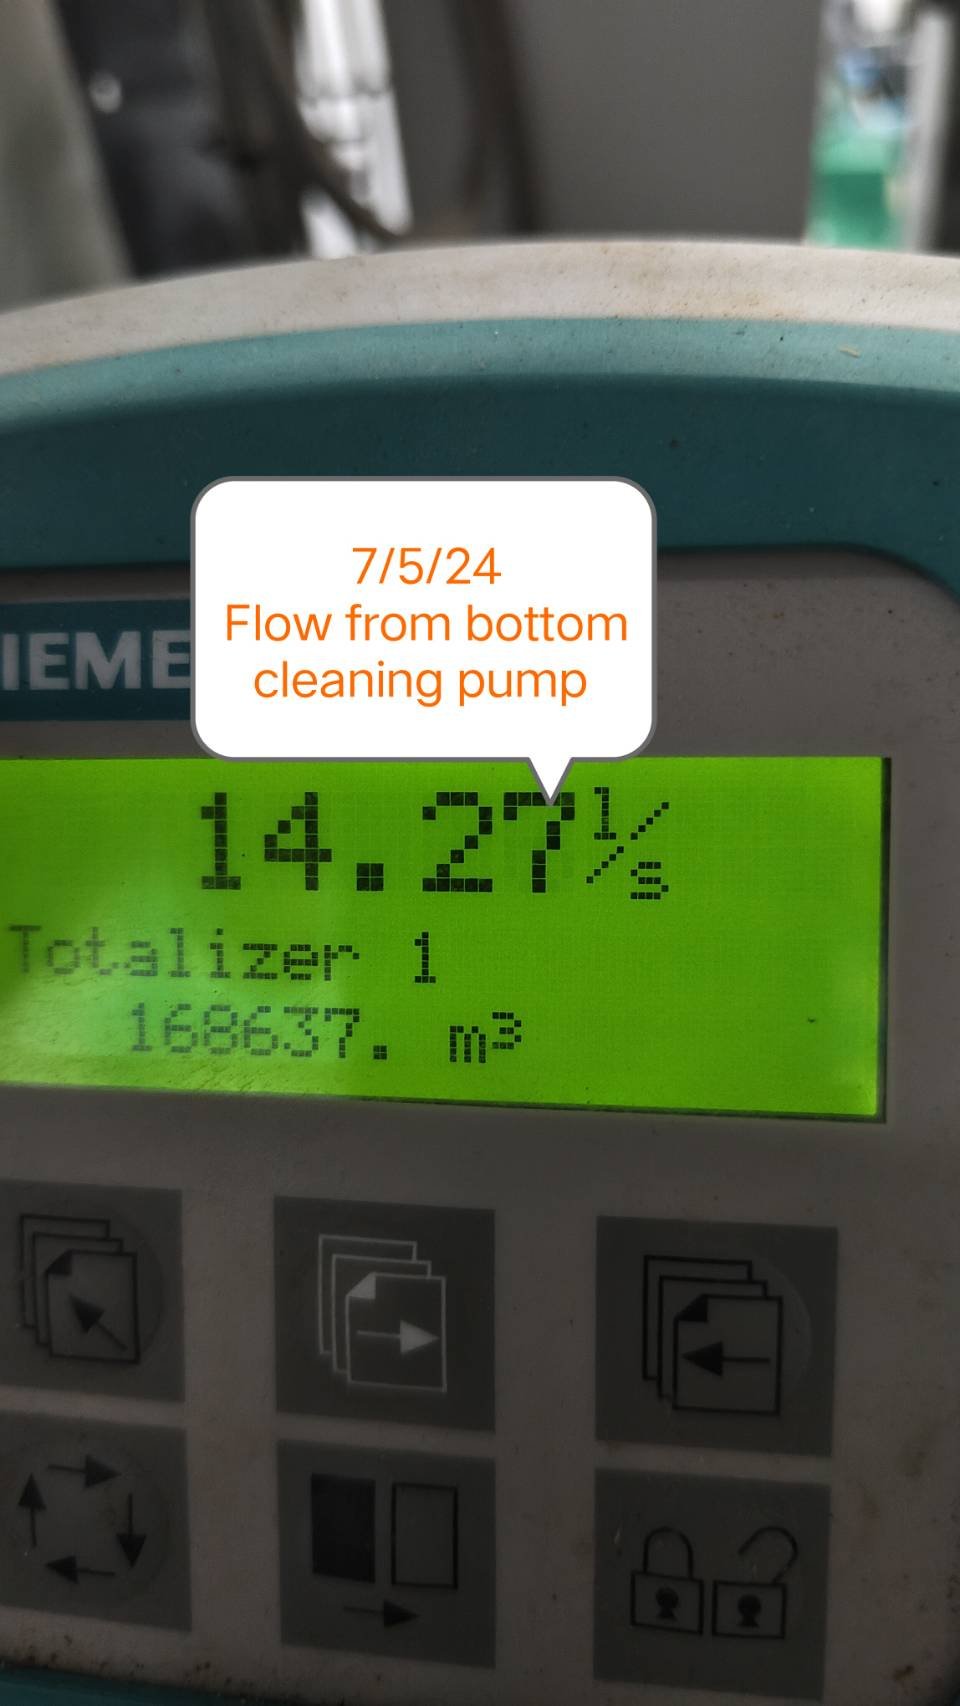 7/5/24
Flow from bottom
cleaning pump
IEME
14.27 l/s
Totalizer 1
168637. m³